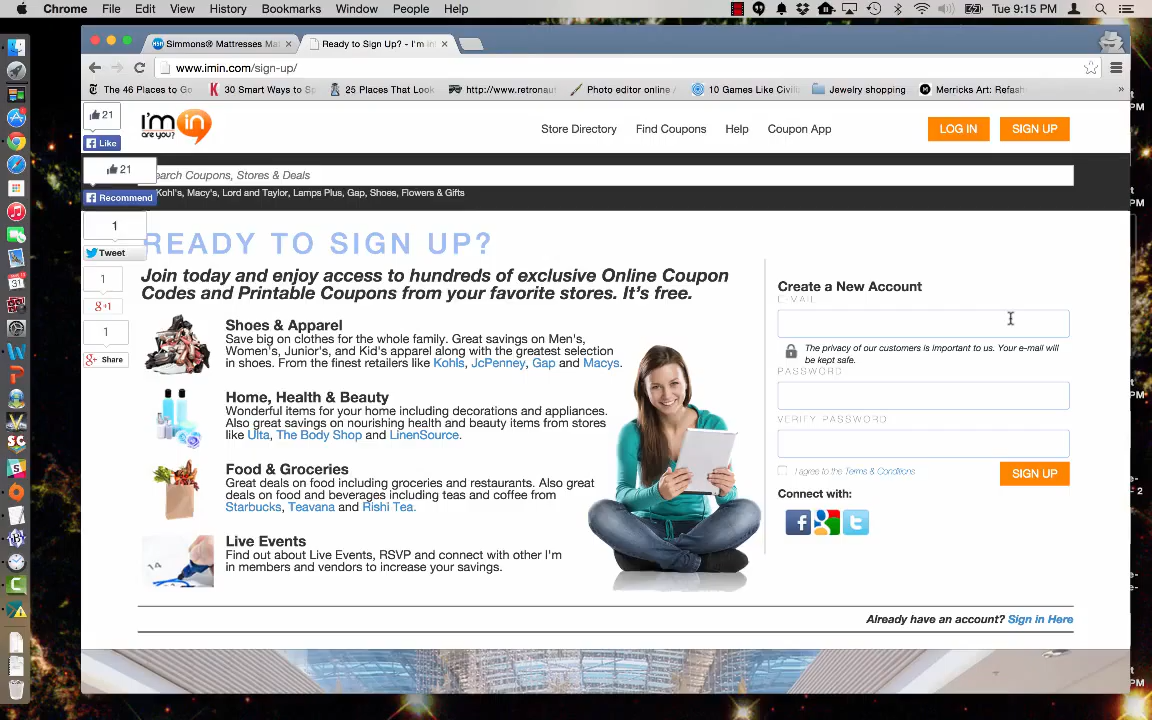 Chrome File Edit View History Bookmarks Window People Help
Tue 9:15 PM
Simmons® Mattresses Ma
Ready to Sign Up? - I'm i
www.imin.com/sign-up/
The 46 Places to Go
30 Smart Ways to Sp
25 Places That Look
http://www.retronaut
Photo editor online /
10 Games Like Civili
Jewelry shopping
Merricks Art: Refash
»
21
Like
21
Recommend
1
Tweet
1
g+1
1
Share
I'm in
are you?
Store Directory Find Coupons Help Coupon App
LOG IN SIGN UP
earch Coupons, Stores & Deals
Kohl's, Macy's, Lord and Taylor, Lamps Plus, Gap, Shoes, Flowers & Gifts
READY TO SIGN UP?
Join today and enjoy access to hundreds of exclusive Online Coupon
Codes and Printable Coupons from your favorite stores. It's free.
Shoes & Apparel
Save big on clothes for the whole family. Great savings on Men's,
Women's, Junior's, and Kid's apparel along with the greatest selection
in shoes. From the finest retailers like Kohls, JcPenney, Gap and Macys.
Home, Health & Beauty
Wonderful items for your home including decorations and appliances.
Also great savings on nourishing health and beauty items from stores
like Ulta, The Body Shop and LinenSource.
Food & Groceries
Great deals on food including groceries and restaurants. Also great
deals on food and beverages including teas and coffee from
Starbucks, Teavana and Rishi Tea.
Live Events
Find out about Live Events, RSVP and connect with other I'm
in members and vendors to increase your savings.
Create a New Account
E-MAIL
The privacy of our customers is important to us. Your e-mail will
be kept safe.
PASSWORD
VERIFY PASSWORD
I agree to the Terms & Conditions
SIGN UP
Connect with:
Already have an account? Sign in Here